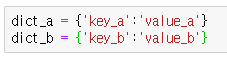 dict_a = {'key_a':'value_a'}
dict_b = {'key_b':'value_b'}